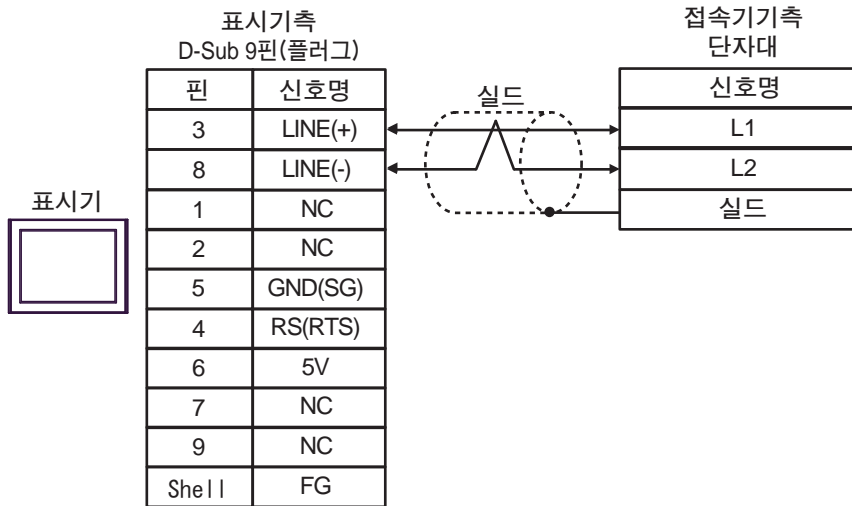 표시기측
D-Sub 9핀(플러그)
접속기기측
단자대
핀 신호명
실드
신호명
3 LINE(+)
L1
8 LINE(-)
L2
표시기
1 NC
실드
2 NC
5 GND(SG)
4 RS(RTS)
6 5V
7 NC
9 NC
Shell FG